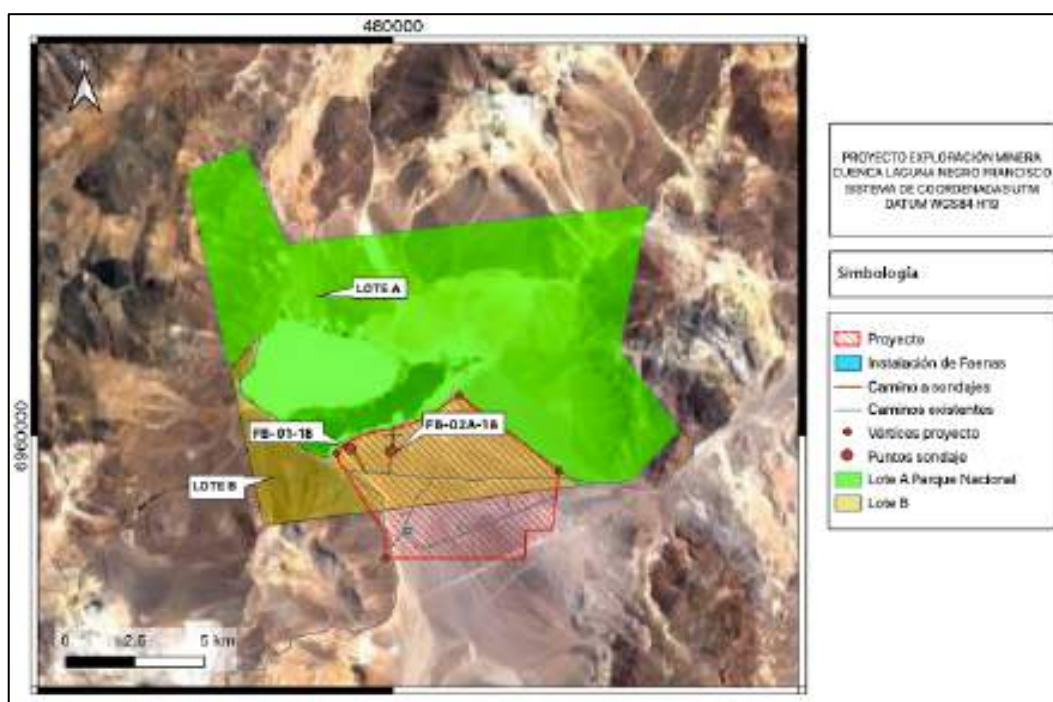 480000
N
LOTE A
FB-01-18
FB-02A-18
6960000
LOTE B
0 2.5 5 km
PROYECTO EXPLORACIÓN MINERA
CUENCA LAGUNA NEGRO FRANCISCO
SISTEMA DE COORDENADAS UTM
DATUM WGS84 H19
Simbología
Proyecto
Instalación de Faenas
Camino a sondajes
Caminos existentes
Vértices proyecto
Puntos sondaje
Lote A Parque Nacional
Lote B